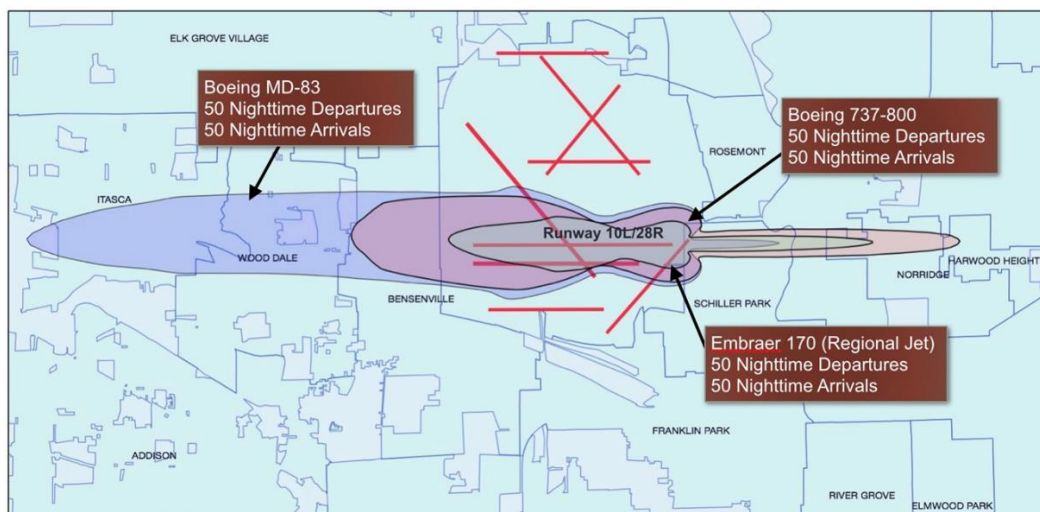 ELK GROVE VILLAGE
Boeing MD-83
50 Nighttime Departures
50 Nighttime Arrivals
Boeing 737-800
50 Nighttime Departures
50 Nighttime Arrivals
ROSEMONT
ITASCA
Runway 10L/28R
WOOD DALE
HARWOOD HEIGHT
NORRIDGE
BENSENVILLE
SCHILLER PARK
Embraer 170 (Regional Jet)
50 Nighttime Departures
50 Nighttime Arrivals
FRANKLIN PARK
ADDISON
RIVER GROVE
ELMWOOD PARK